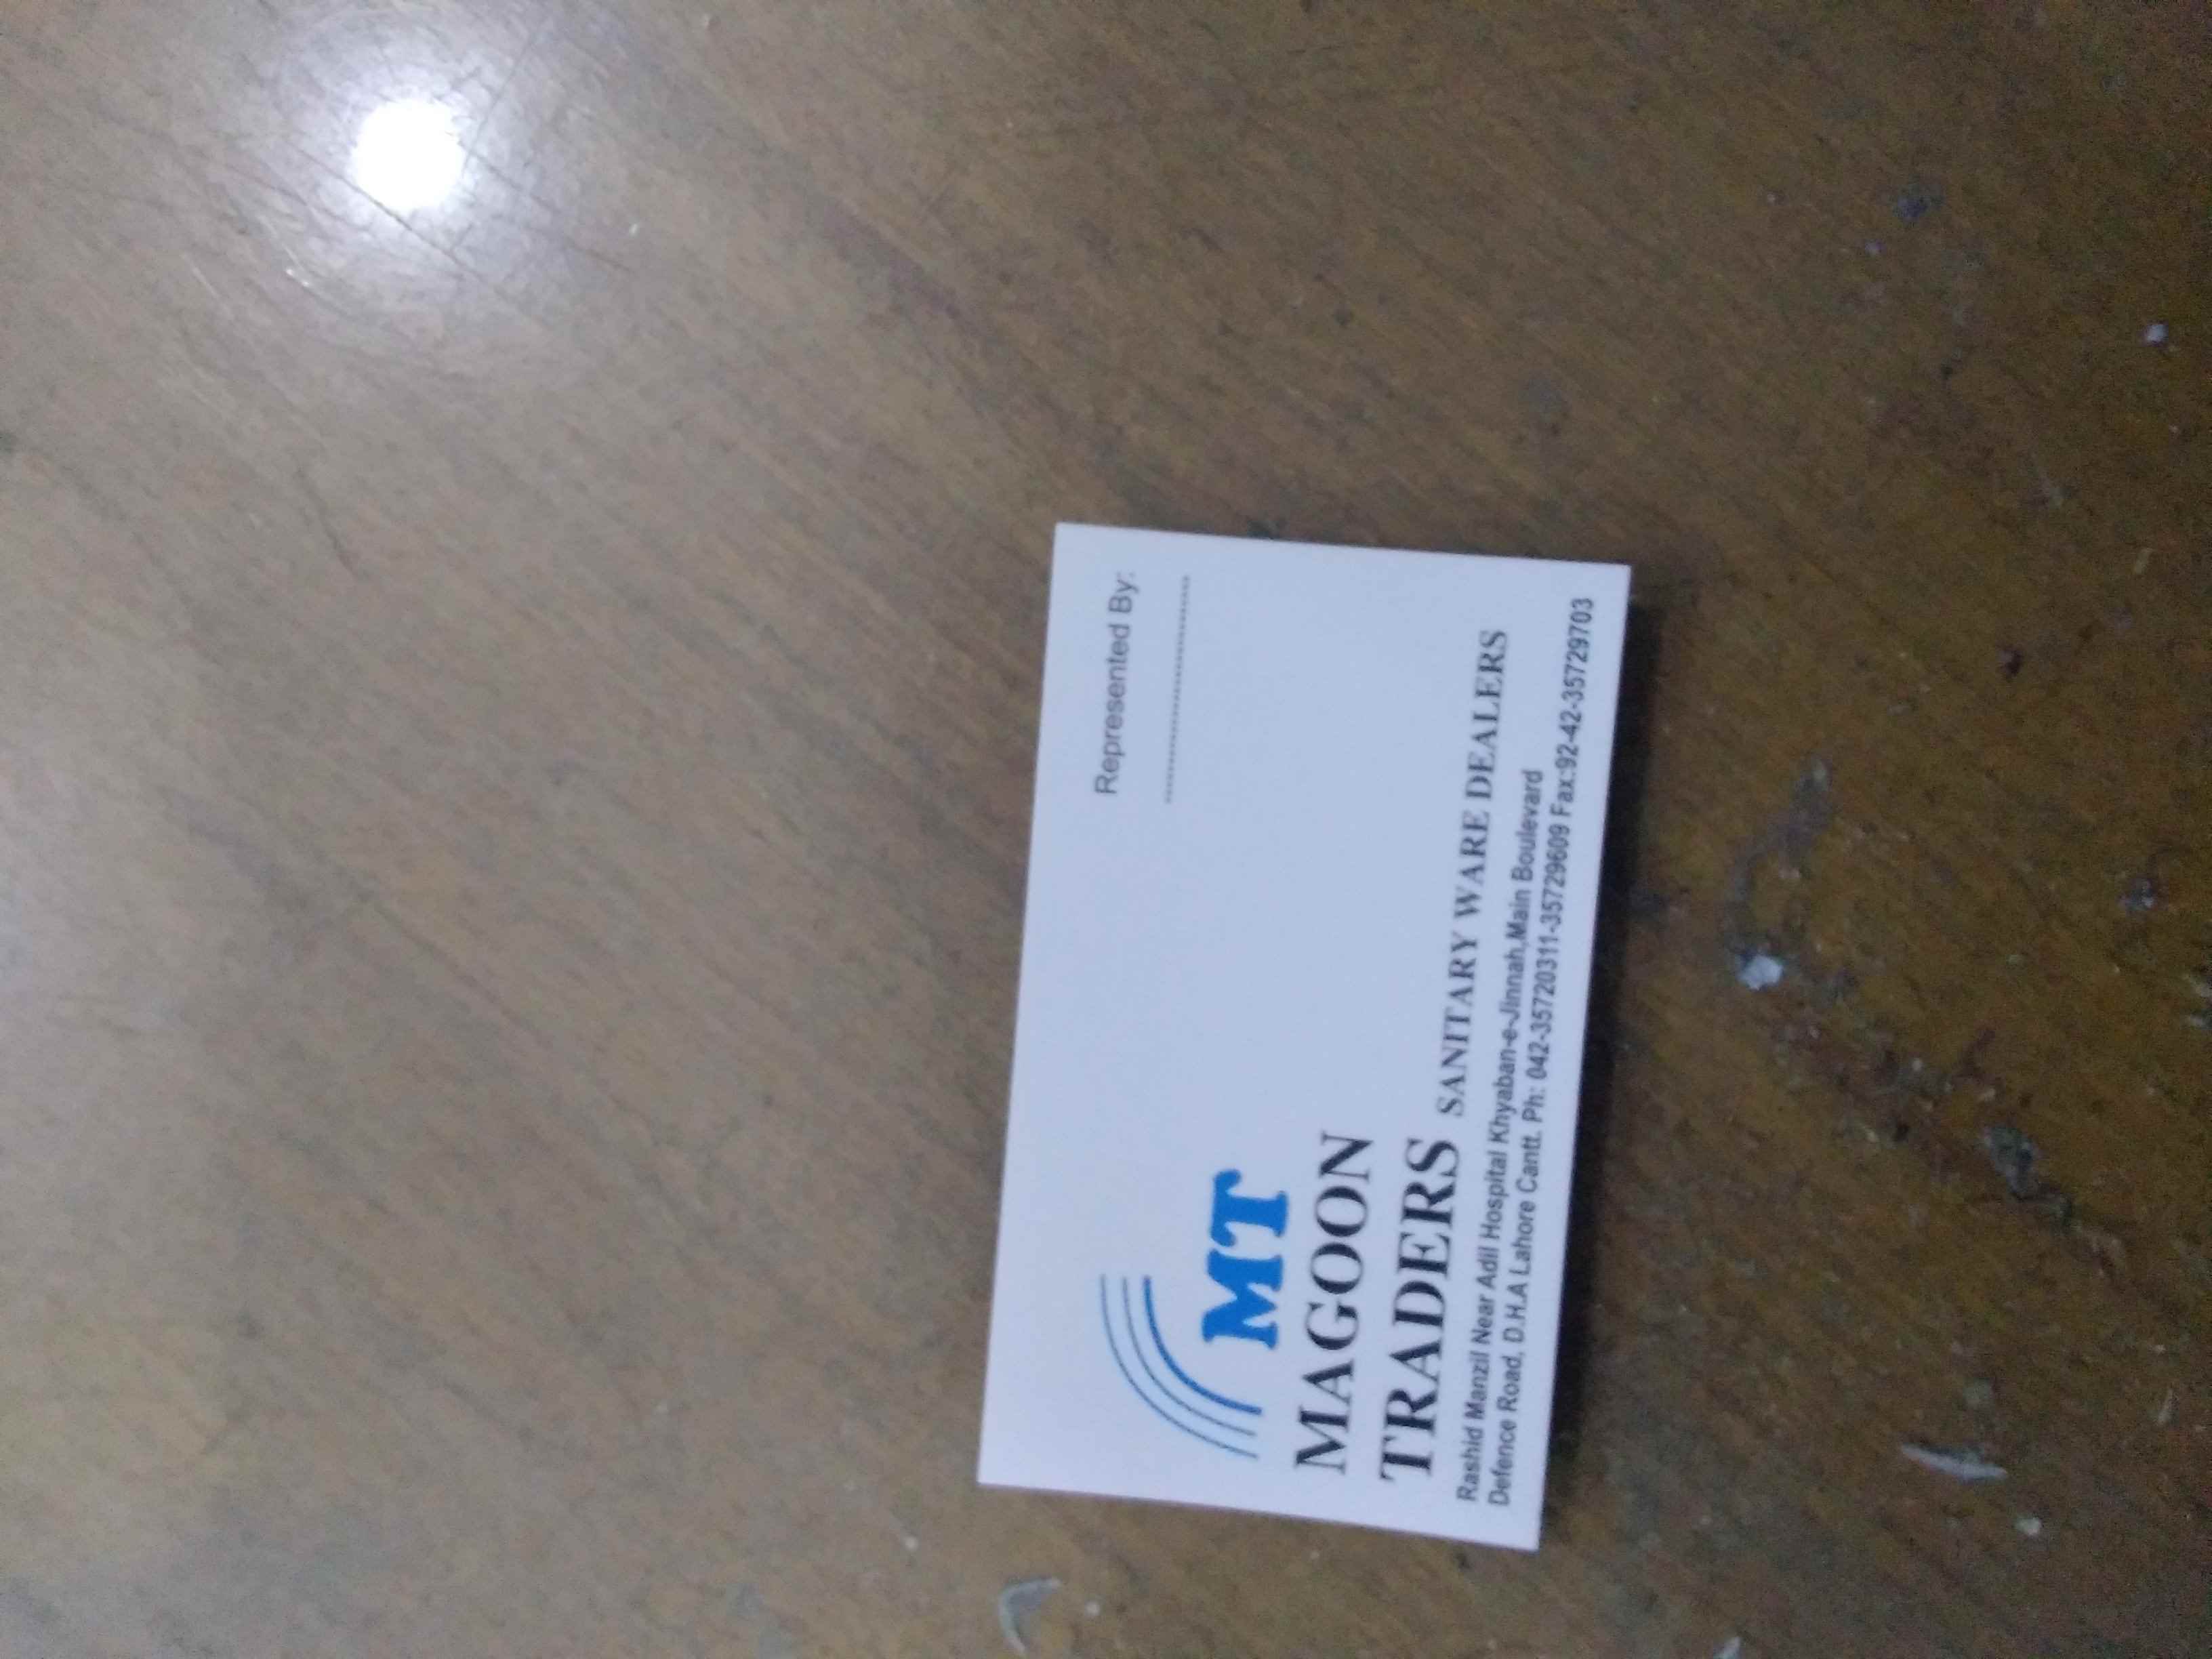 Represented By:
MT
MAGOON
TRADERS SANITARY WARE DEALERS
Rashid Manzil Near Adil Hospital Khyaban-e-Jinnah,Main Boulevard
Defence Road, D.H.A Lahore Cantt. Ph: 042-35720311-35729609 Fax:92-42-35729703